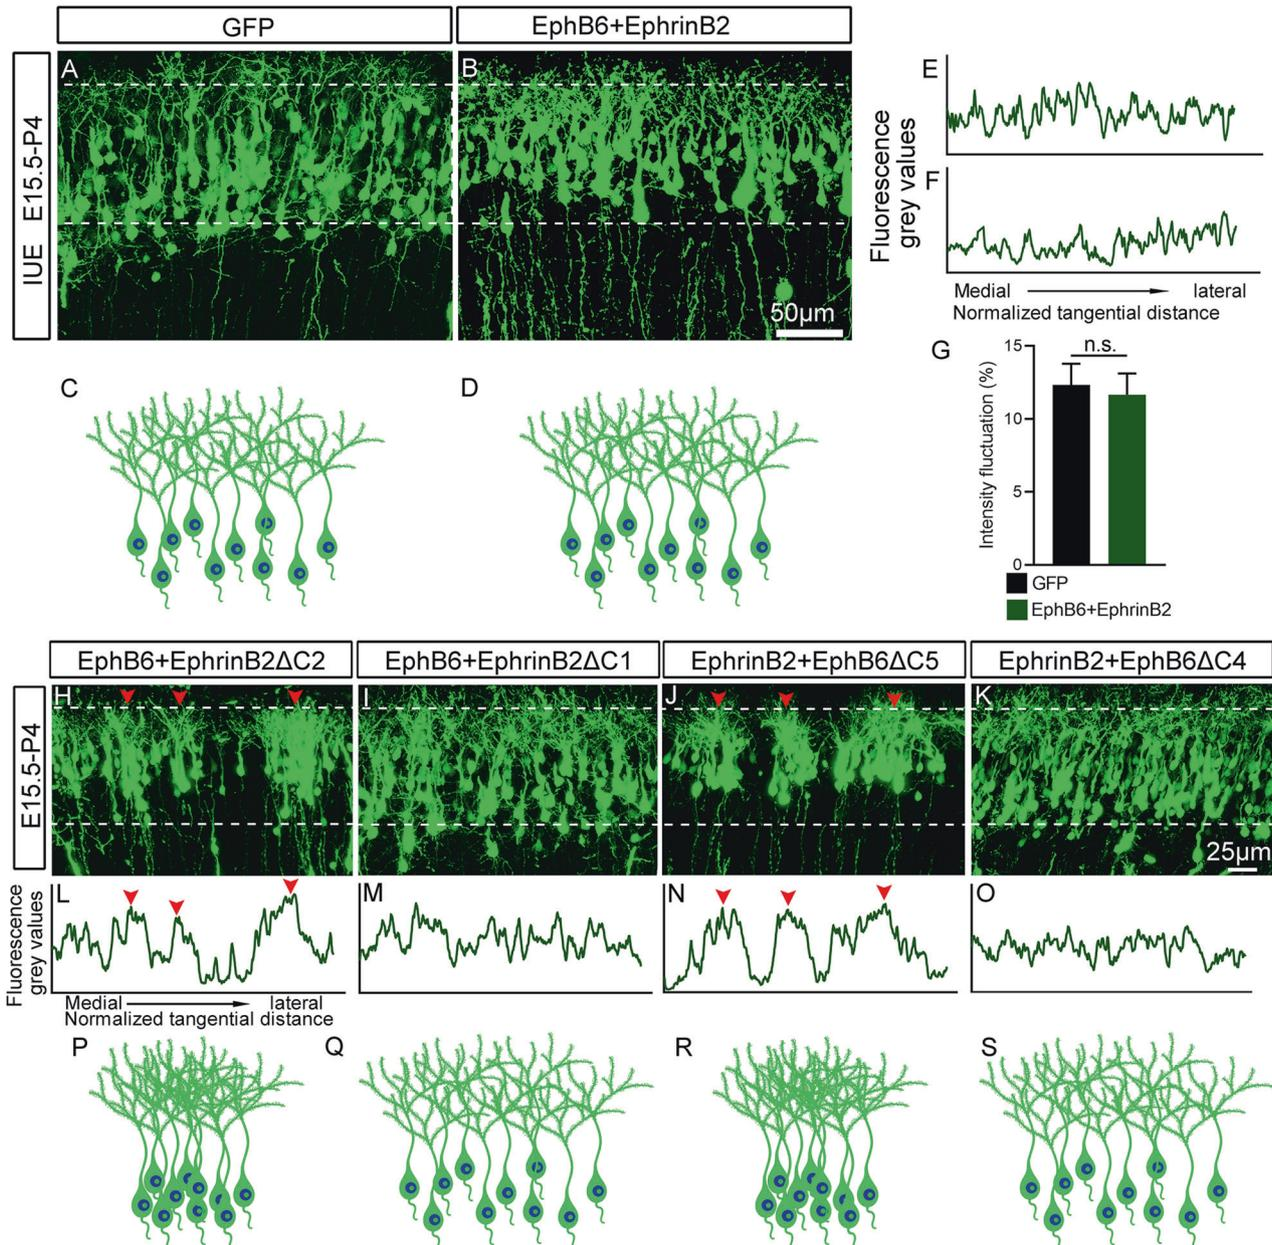 GFP
EphB6+EphrinB2
IUE E15.5-P4
A
B
50µm
E
F
Fluorescence
grey values
Medial
lateral
Normalized tangential distance
C
D
G
15
n.s.
10
5
0
Intensity fluctuation (%)
GFP
EphB6+EphrinB2
EphB6+EphrinB2ΔC2
EphB6+EphrinB2ΔC1
EphrinB2+EphB6ΔC5
EphrinB2+EphB6ΔC4
E15.5-P4
H
I
J
K
25µm
Fluorescence
grey values
L
M
N
O
Medial
lateral
Normalized tangential distance
P
Q
R
S